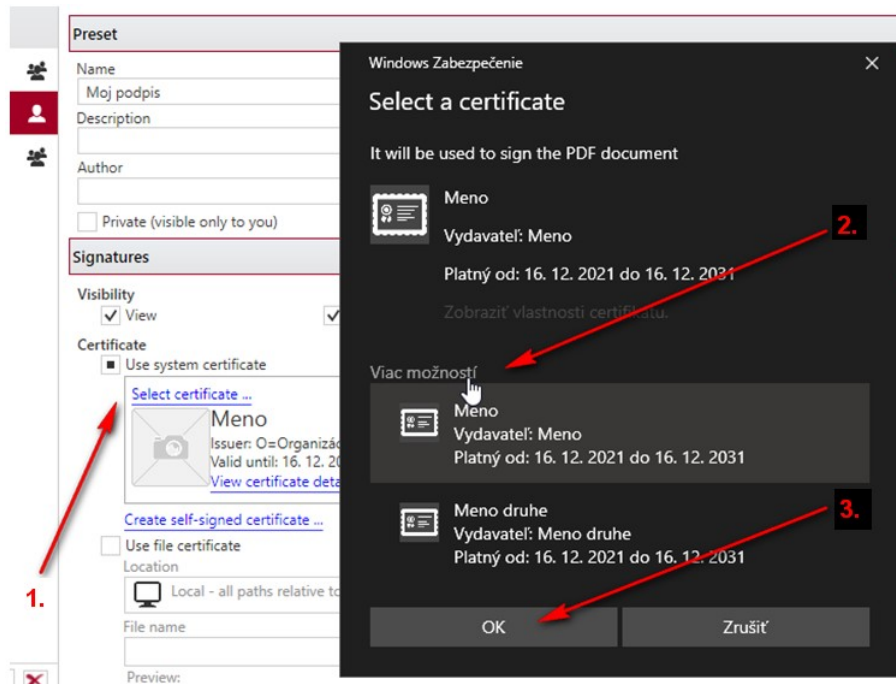 Preset
Name
Moj podpis
Description
Author
Private (visible only to you)
Signatures
Visibility
View
Certificate
Use system certificate
Select certificate ...
Meno
Issuer: O=Organizác
Valid until: 16. 12. 20
View certificate deta
Create self-signed certificate ...
Use file certificate
Location
Local - all paths relative to
File name
Preview:
1.
Windows Zabezpečenie
Select a certificate
It will be used to sign the PDF document
Meno
Vydavateľ: Meno
Platný od: 16. 12. 2021 do 16. 12. 2031
Zobraziť vlastnosti certifikátu.
2.
Viac možností
Meno
Vydavateľ: Meno
Platný od: 16. 12. 2021 do 16. 12. 2031
Meno druhe
Vydavateľ: Meno druhe
Platný od: 16. 12. 2021 do 16. 12. 2031
3.
OK
Zrušiť